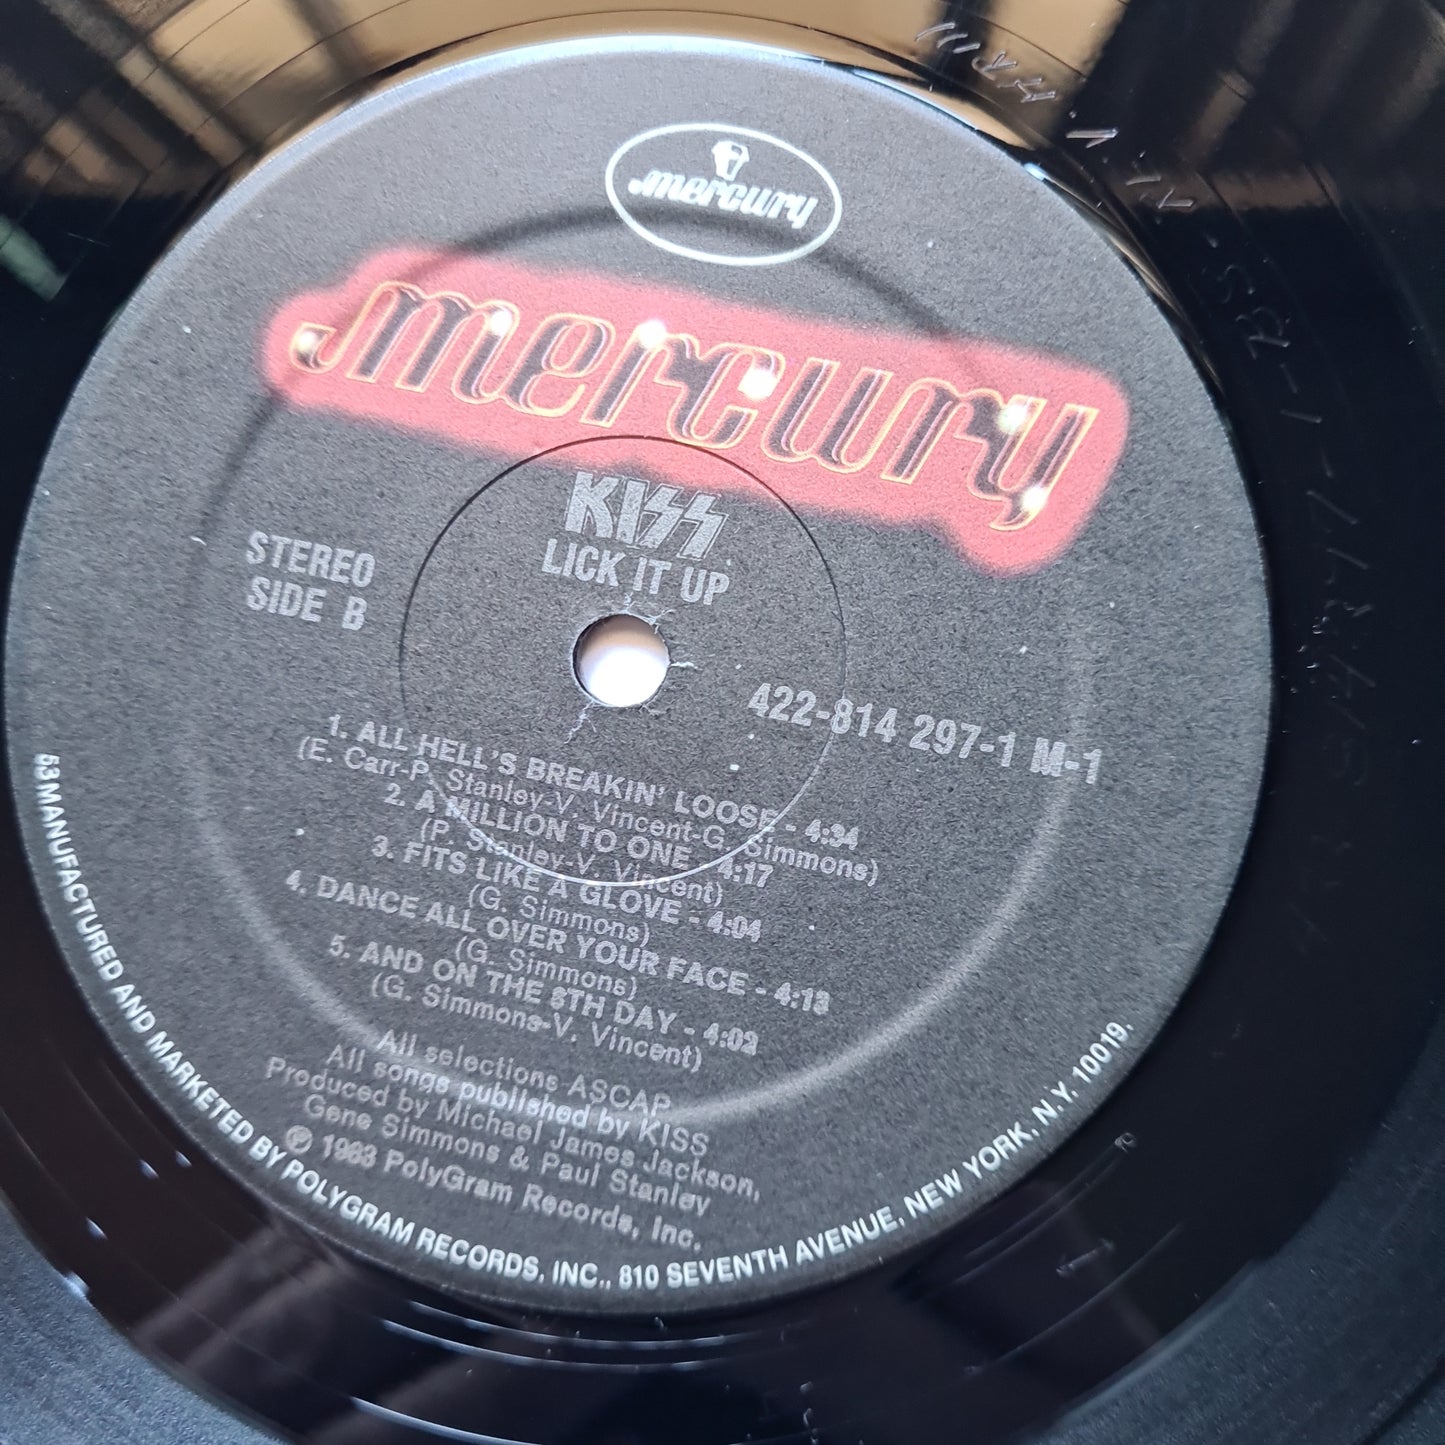 mercury
mercury
KISS
LICK IT UP
STEREO
SIDE B
422-814 297-1 M-1
1. ALL HELL'S BREAKIN' LOOSE - 4:34
(E. Carr-P. Stanley-V. Vincent-G. Simmons)
2. A MILLION TO ONE - 4:17
(P. Stanley-V. Vincent)
3. FITS LIKE A GLOVE - 4:04
(G. Simmons)
4. DANCE ALL OVER YOUR FACE - 4:13
(G. Simmons)
5. AND ON THE 8TH DAY - 4:02
(G. Simmons-V. Vincent)
All selections ASCAP
All songs published by KISS
Produced by Michael James Jackson,
Gene Simmons & Paul Stanley
℗ 1983 PolyGram Records, Inc.
53 MANUFACTURED AND MARKETED BY POLYGRAM RECORDS, INC., 810 SEVENTH AVENUE, NEW YORK, N.Y. 10019.